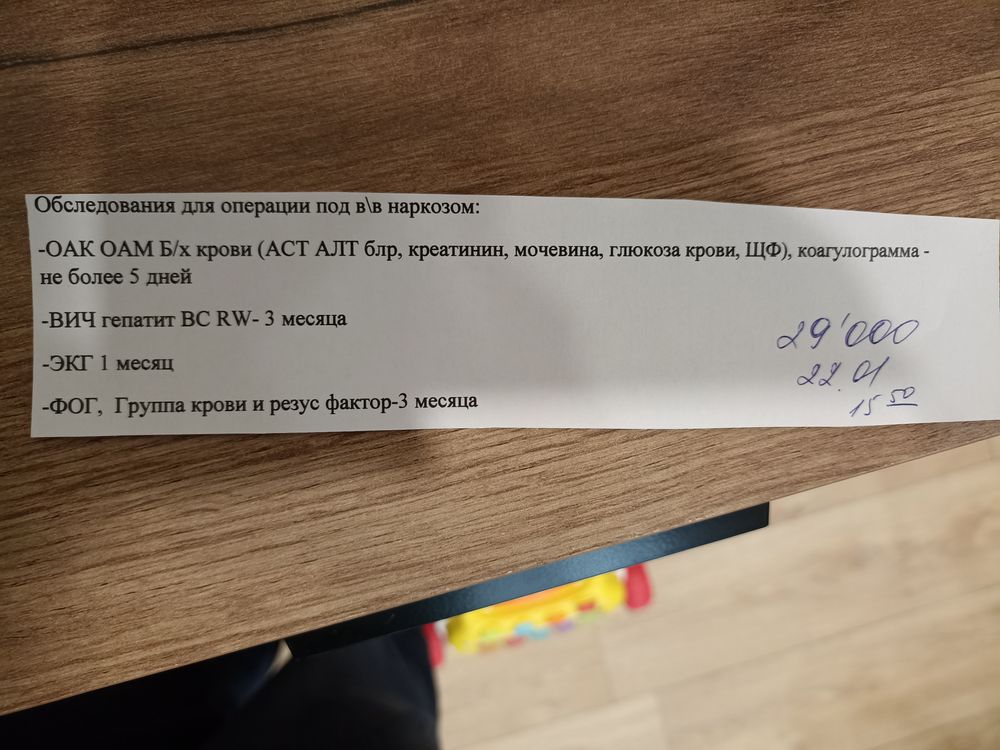 Обследования для операции под в\в наркозом:
-ОАК ОАМ Б/х крови (АСТ АЛТ блр, креатинин, мочевина, глюкоза крови, ЩФ), коагулограмма -
не более 5 дней
-ВИЧ гепатит ВС RW- 3 месяца
29'000
-ЭКГ 1 месяц
22.01
-ФОГ,  Группа крови и резус фактор-3 месяца
15 50